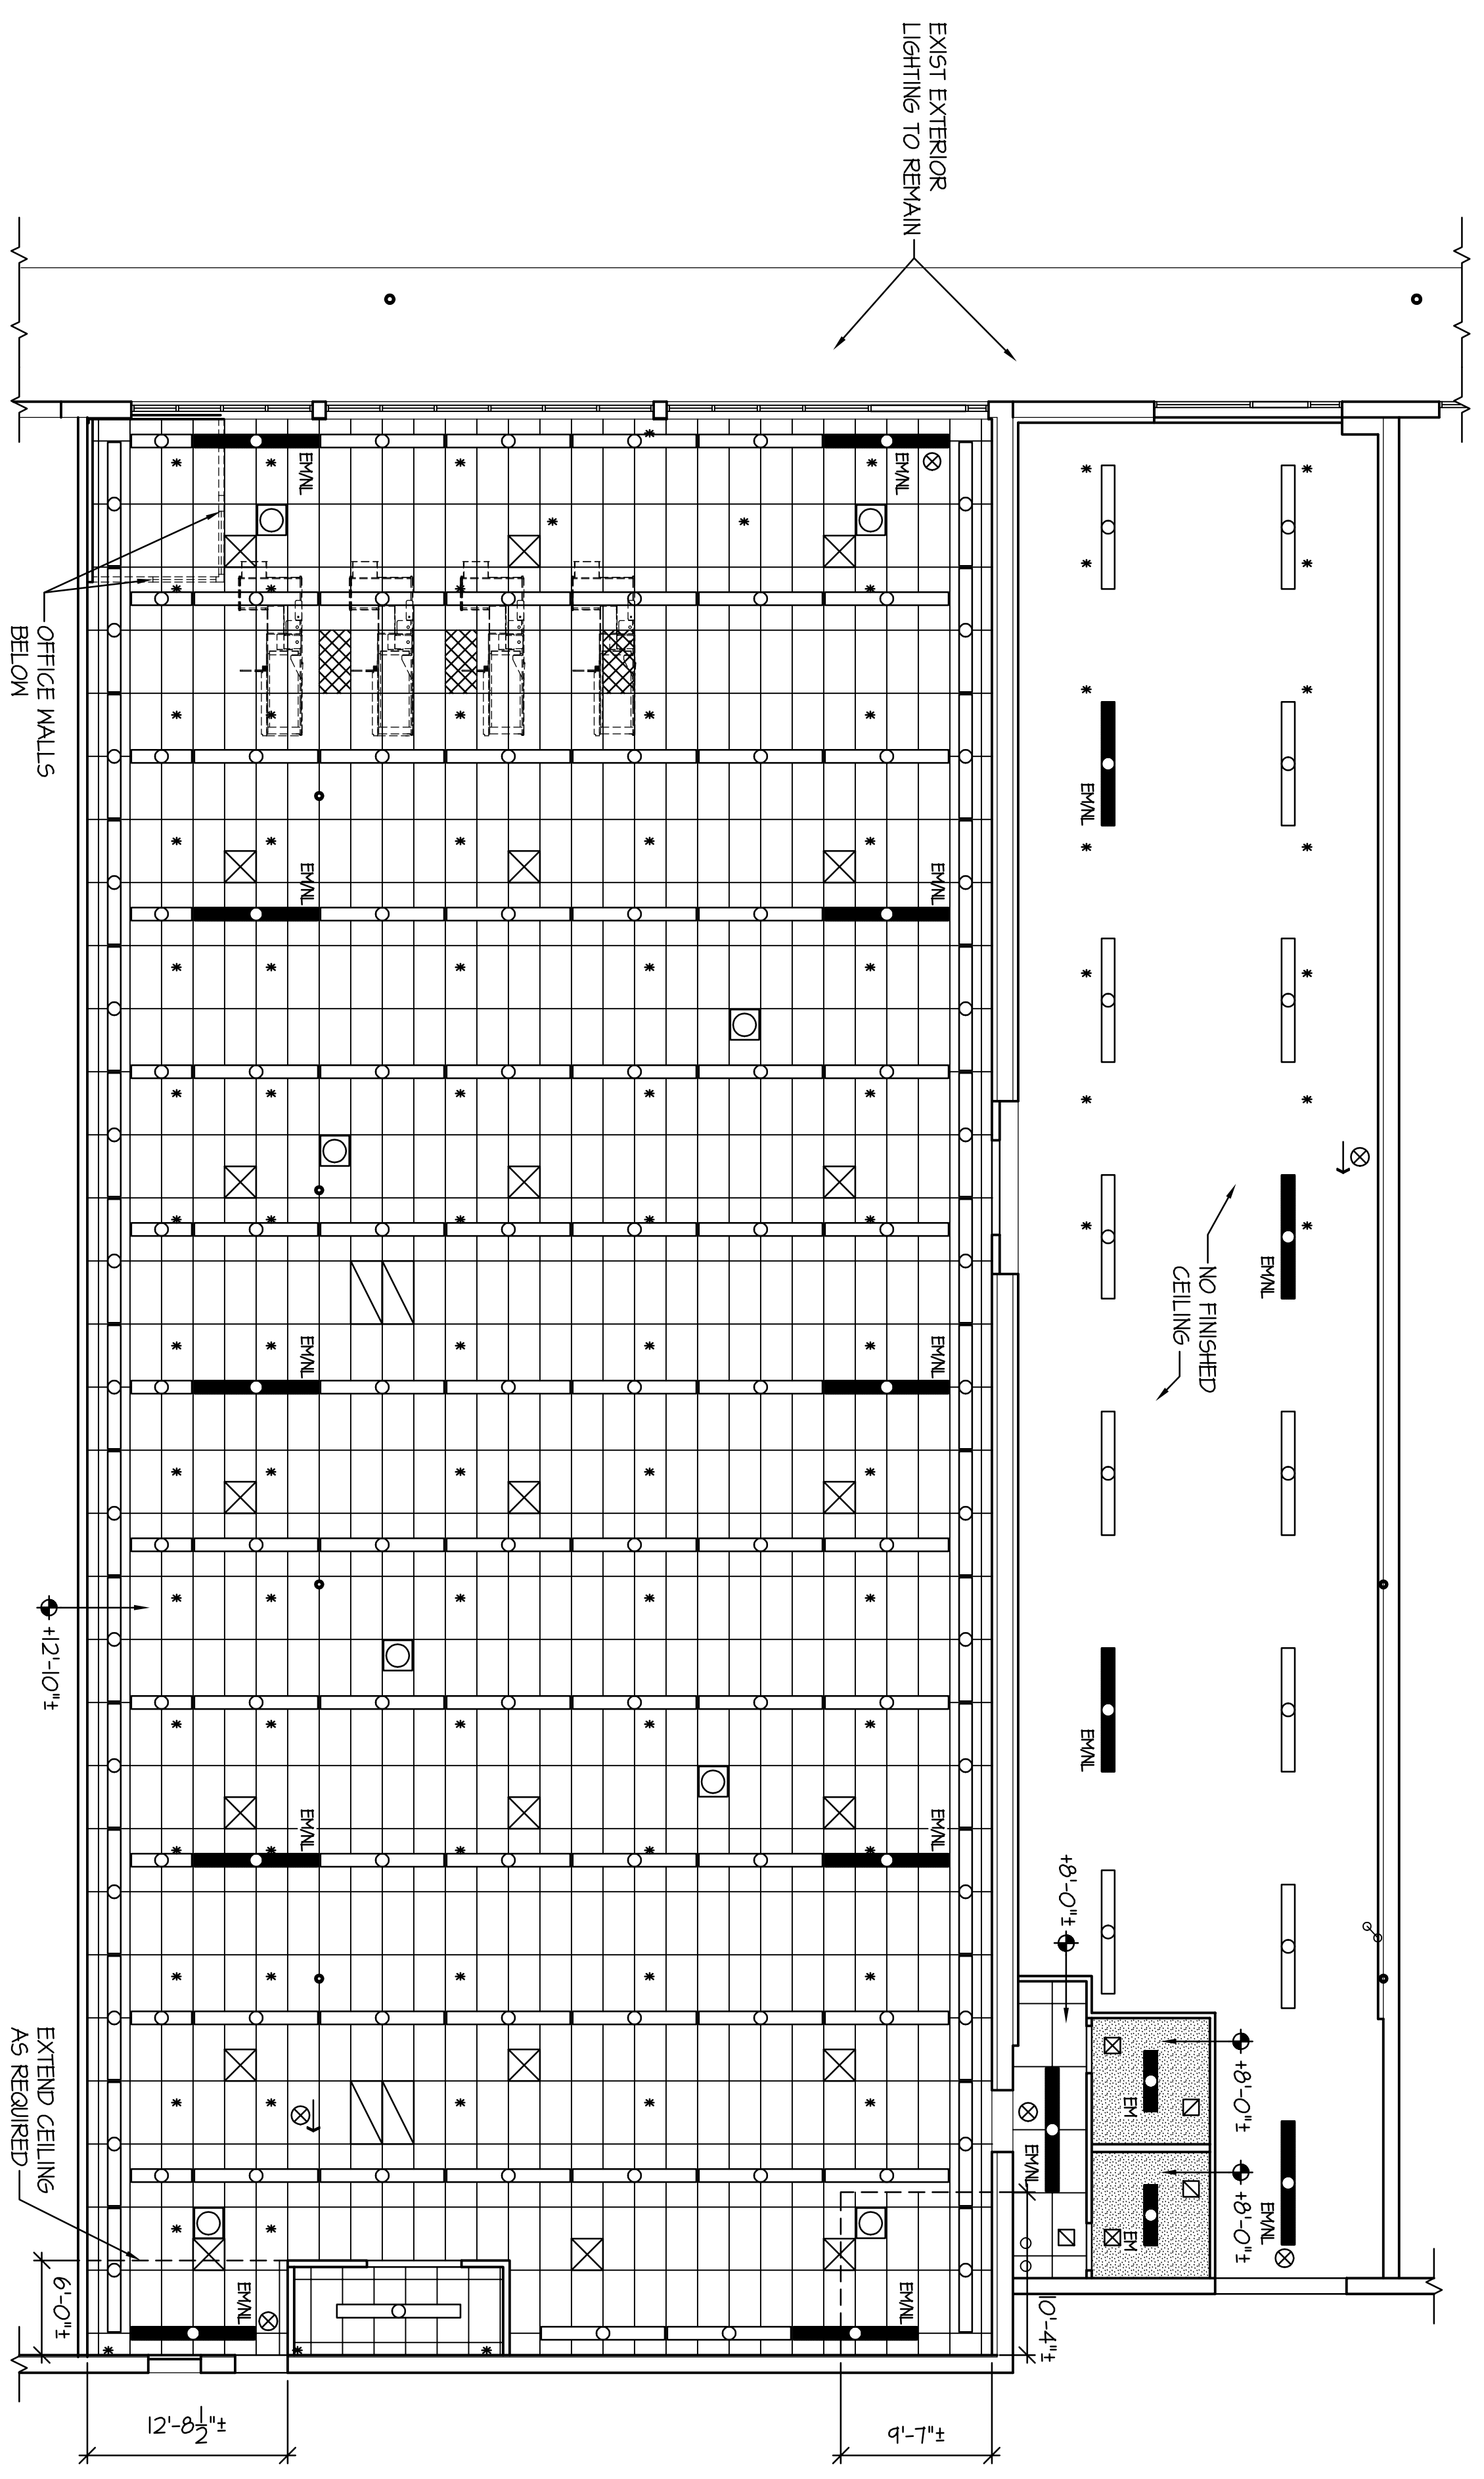 EXIST EXTERIOR
LIGHTING TO REMAIN
EM/NL
EM/NL
OFFICE WALLS
BELOW
EM/NL
EM/NL
EM/NL
EM/NL
NO FINISHED
CEILING
EM/NL
EM/NL
+12'-10"±
EM/NL
EM/NL
EM/NL
+8'-0"±
EXTEND CEILING
AS REQUIRED
+8'-0"±
EM
EM/NL
+8'-0"±
EM
EM/NL
EM/NL
EM/NL
6'-0"±
10'-4"±
12'-8 1/2"±
9'-7"±